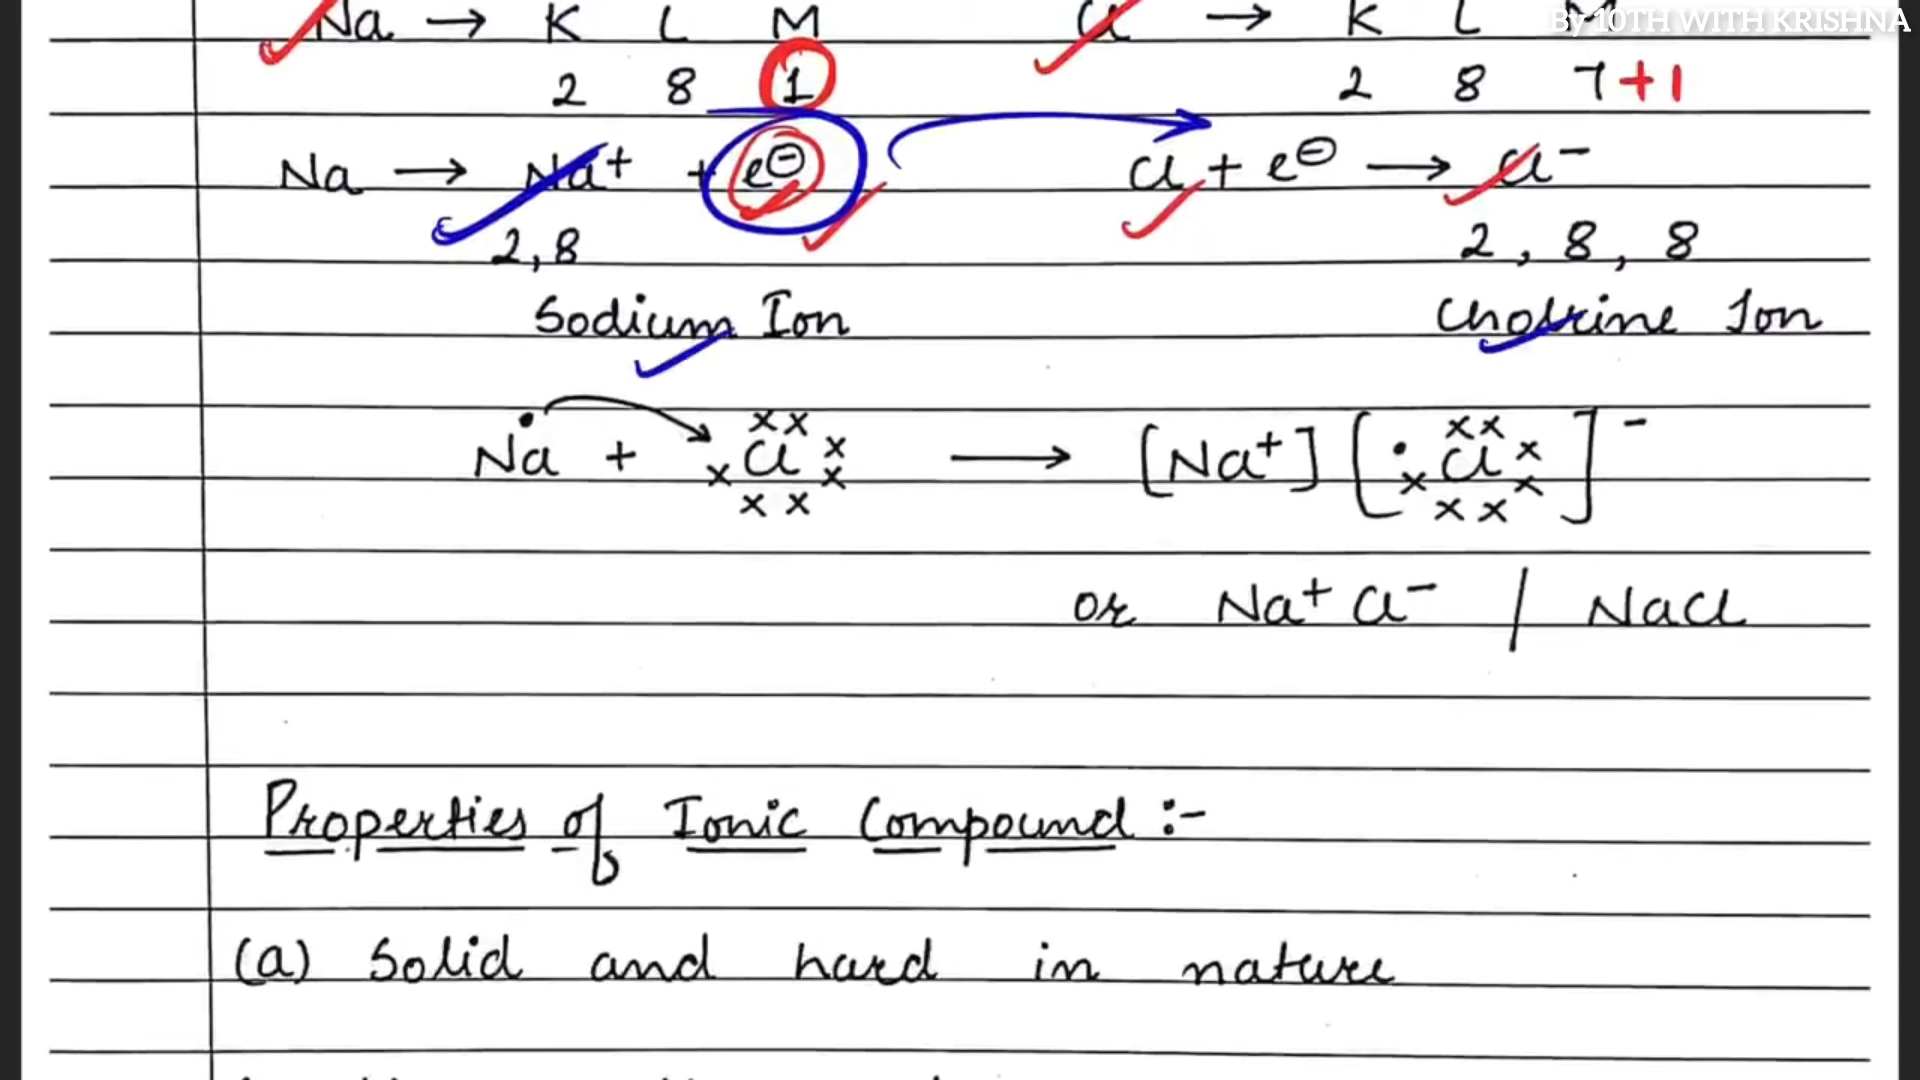 By 10TH WITH KRISHNA
Na → K L M Cl → K L M
2 8 1 2 8 7 +1
Na → Na⁺ + e⊖ Cl + e⊖ → Cl⁻
2, 8 2, 8, 8
Sodium Ion Cholrine Ion
Na + Cl → [Na⁺] [Cl]⁻
or Na⁺ Cl⁻ / NaCl
Properties of Ionic Compound :-
(a) Solid and hard in nature